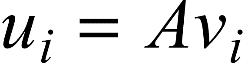 u_i = Av_i